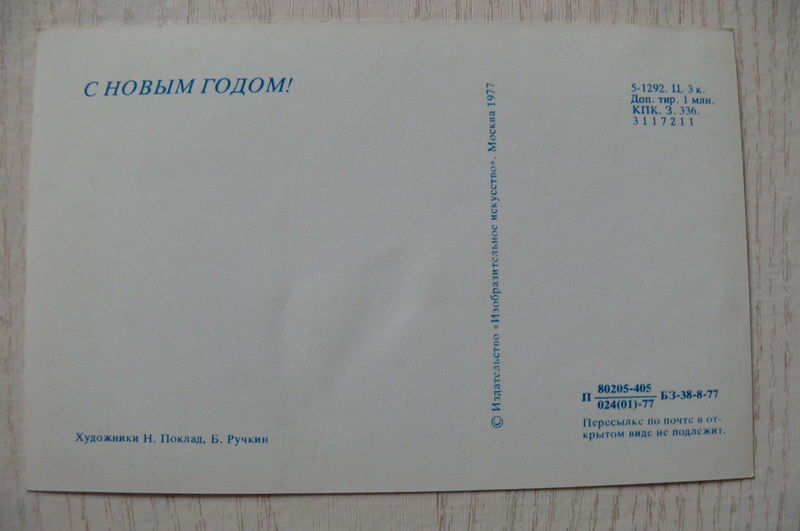 С НОВЫМ ГОДОМ!
Художники Н. Поклад, Б. Ручкин
© Издательство «Изобразительное искусство». Москва 1977
5-1292. Ц. 3 к.
Доп. тир. 1 млн.
КПК. З. 336.
3117211
П 80205-405 БЗ-38-8-77
024(01)-77
Пересылке по почте в от-
крытом виде не подлежит.